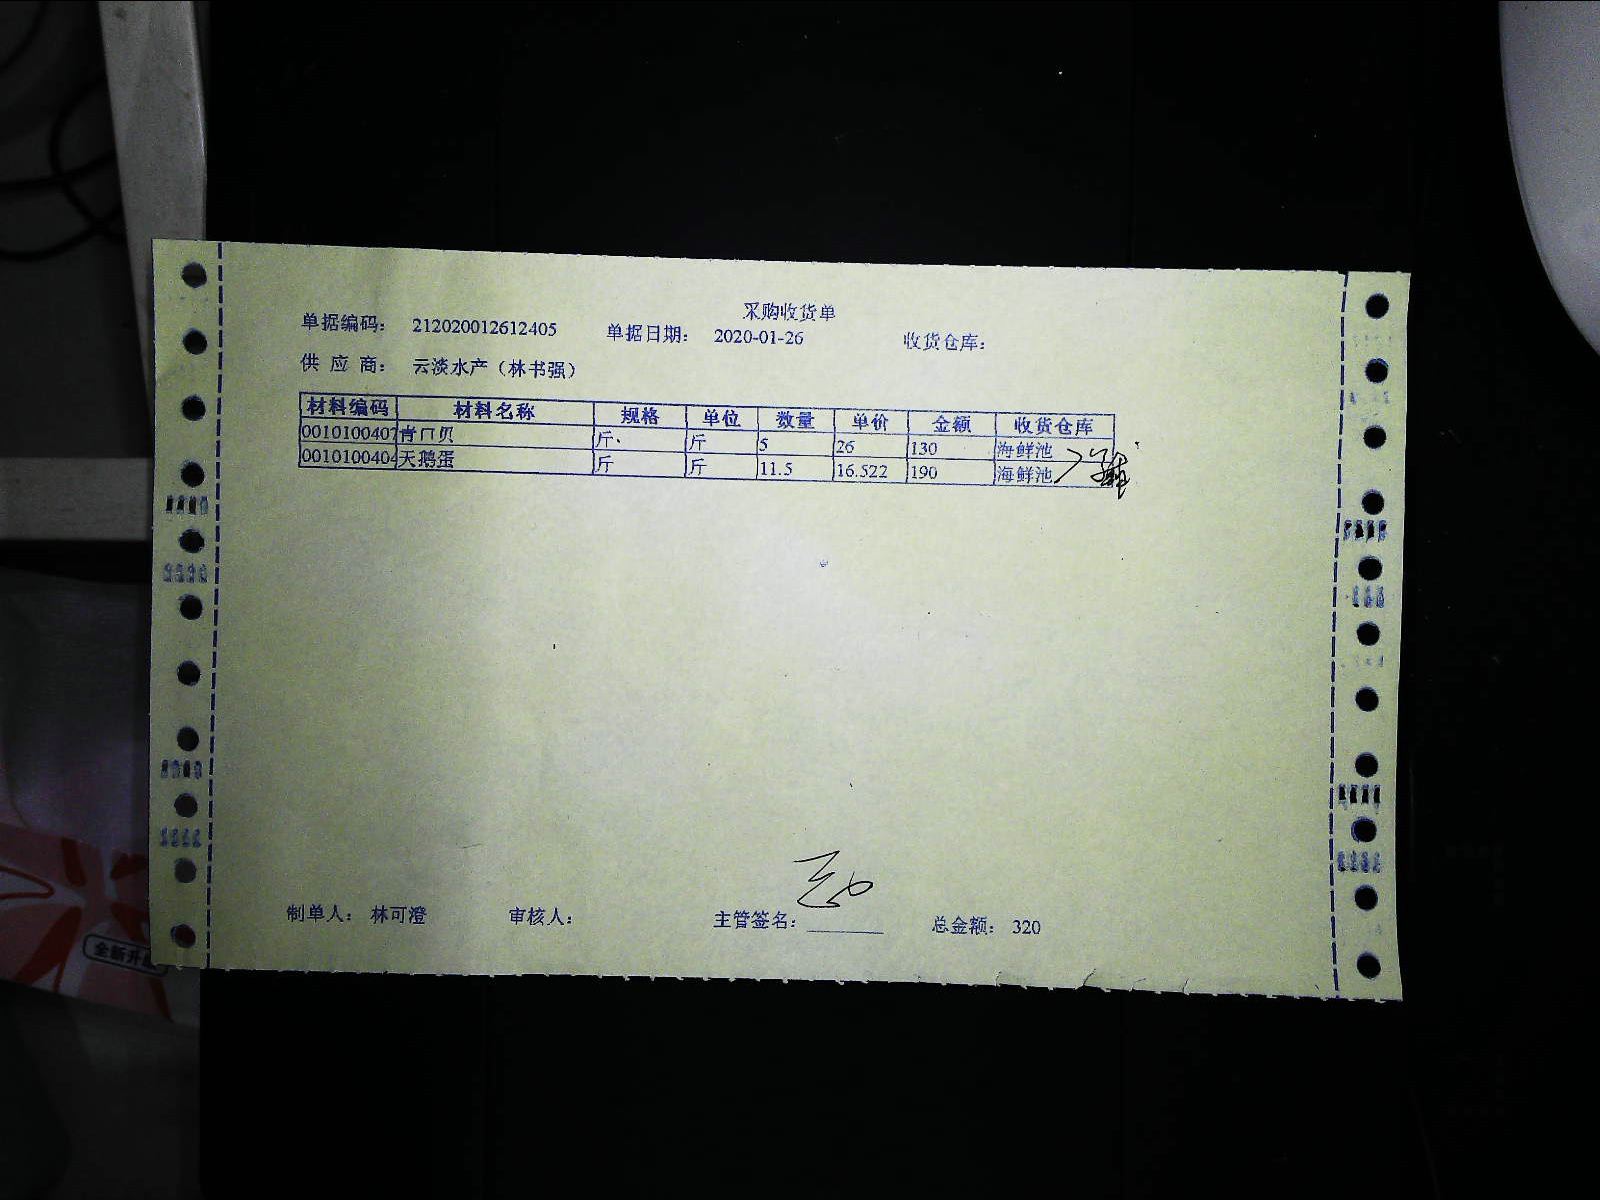 采购收货单
单据编码： 212020012612405 单据日期： 2020-01-26 收货仓库：
供 应 商： 云淡水产（林书强）
材料编码 材料名称 规格 单位 数量 单价 金额 收货仓库
0010100407 青口贝 斤 斤 5 26 130 海鲜池
0010100404 天鹅蛋 斤 斤 11.5 16.522 190 海鲜池
制单人： 林可澄 审核人： 主管签名： 总金额： 320
全新升级